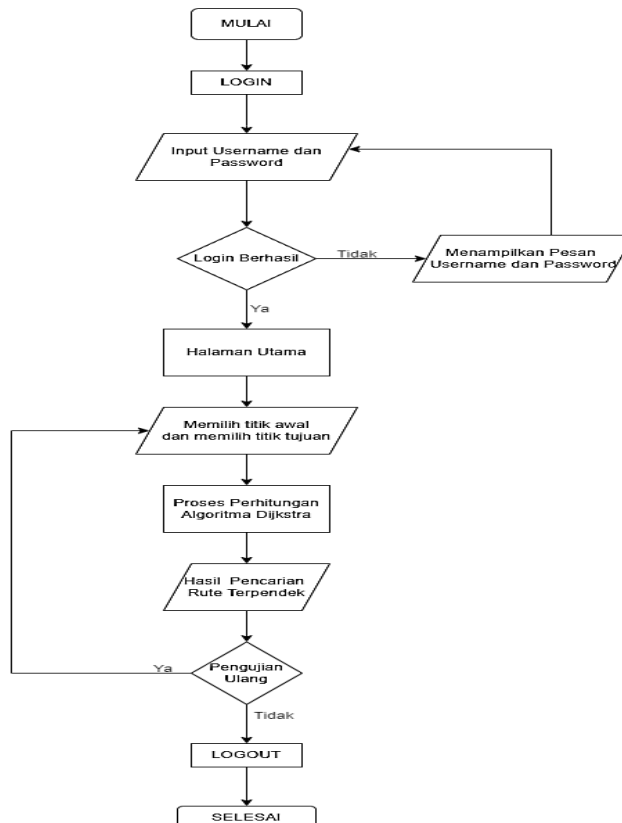 MULAI
LOGIN
Input Username dan
Password
Login Berhasil
Tidak
Menampilkan Pesan
Username dan Password
Ya
Halaman Utama
Memilih titik awal
dan memilih titik tujuan
Proses Perhitungan
Algoritma Dijkstra
Hasil Pencarian
Rute Terpendek
Ya
Pengujian
Ulang
Tidak
LOGOUT
SELESAI